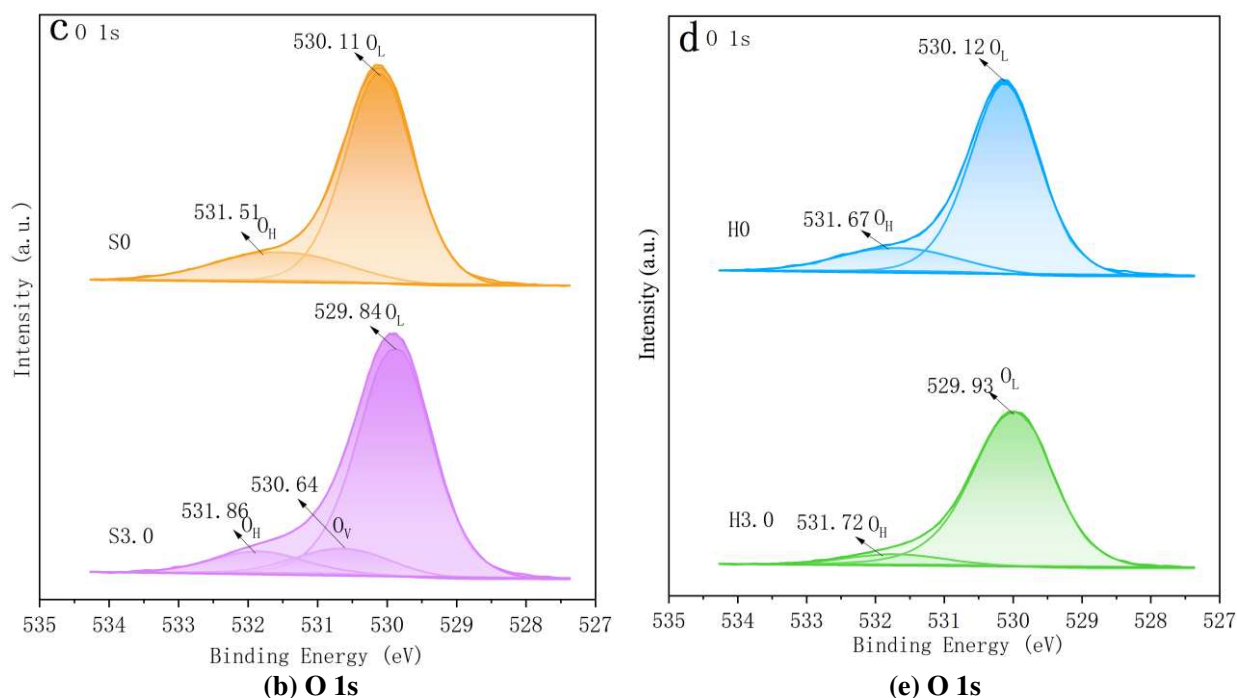 c O 1s
530.11 O_L
531.51 O_H
S0
529.84 O_L
530.64
531.86
O_H
O_V
S3.0
Intensity (a.u.)
535 534 533 532 531 530 529 528 527
Binding Energy (eV)
(b) O 1s
d O 1s
530.12 O_L
531.67 O_H
H0
529.93 O_L
531.72 O_H
H3.0
Intensity (a.u.)
535 534 533 532 531 530 529 528 527
Binding Energy (eV)
(e) O 1s